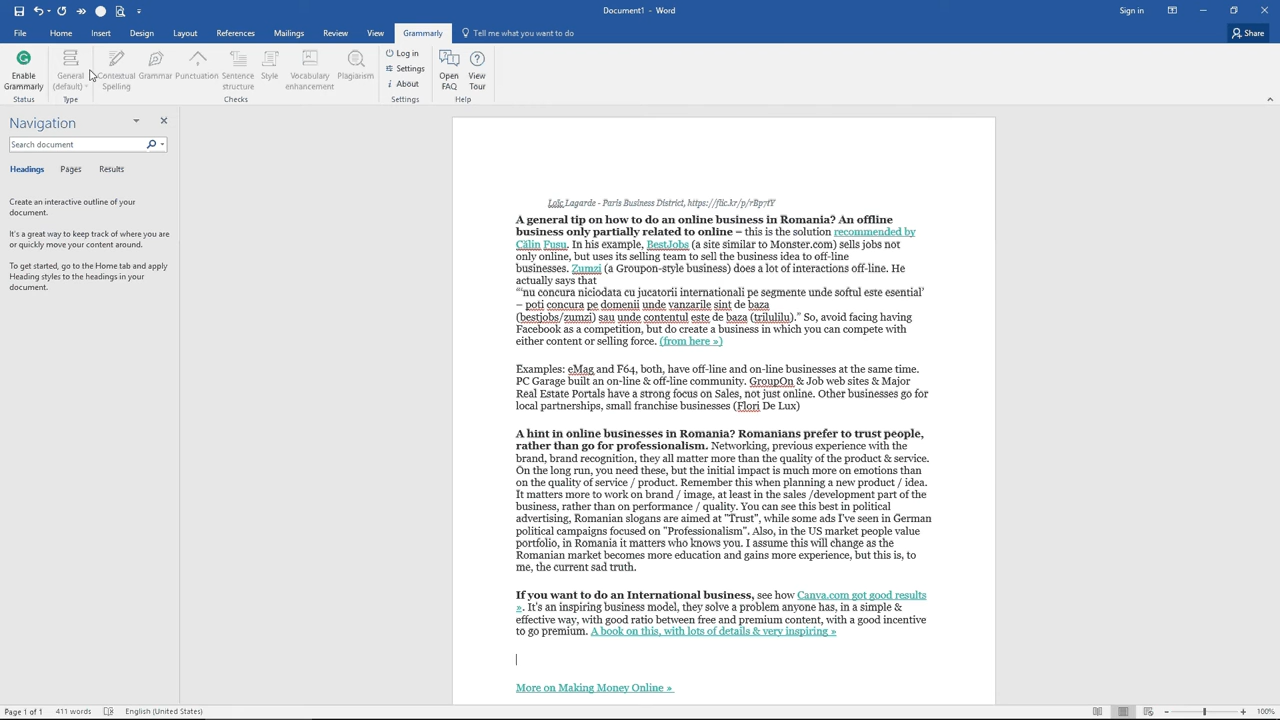 Document1 - Word
Sign in
File Home Insert Design Layout References Mailings Review View Grammarly Tell me what you want to do
Share
Enable Grammarly
General (default)
Contextual Spelling
Grammar
Punctuation
Sentence structure
Style
Vocabulary enhancement
Plagiarism
Log in
Settings
About
Open FAQ
View Tour
Status Type Checks Settings Help
Navigation
Search document
Headings Pages Results
Create an interactive outline of your
document.
It's a great way to keep track of where you are
or quickly move your content around.
To get started, go to the Home tab and apply
Heading styles to the headings in your
document.
Loïc Lagarde - Paris Business District, https://flic.kr/p/rBp7tY
A general tip on how to do an online business in Romania? An offline
business only partially related to online – this is the solution recommended by
Călin Fusu. In his example, BestJobs (a site similar to Monster.com) sells jobs not
only online, but uses its selling team to sell the business idea to off-line
businesses. Zumzi (a Groupon-style business) does a lot of interactions off-line. He
actually says that
“‘nu concura niciodata cu jucatorii internationali pe segmente unde softul este esential’
– poti concura pe domenii unde vanzarile sint de baza
(bestjobs/zumzi) sau unde contentul este de baza (trilulilu).” So, avoid facing having
Facebook as a competition, but do create a business in which you can compete with
either content or selling force. (from here »)
Examples: eMag and F64, both, have off-line and on-line businesses at the same time.
PC Garage built an on-line & off-line community. GroupOn & Job web sites & Major
Real Estate Portals have a strong focus on Sales, not just online. Other businesses go for
local partnerships, small franchise businesses (Flori De Lux)
A hint in online businesses in Romania? Romanians prefer to trust people,
rather than go for professionalism. Networking, previous experience with the
brand, brand recognition, they all matter more than the quality of the product & service.
On the long run, you need these, but the initial impact is much more on emotions than
on the quality of service / product. Remember this when planning a new product / idea.
It matters more to work on brand / image, at least in the sales /development part of the
business, rather than on performance / quality. You can see this best in political
advertising, Romanian slogans are aimed at "Trust", while some ads I've seen in German
political campaigns focused on "Professionalism". Also, in the US market people value
portfolio, in Romania it matters who knows you. I assume this will change as the
Romanian market becomes more education and gains more experience, but this is, to
me, the current sad truth.
If you want to do an International business, see how Canva.com got good results
». It's an inspiring business model, they solve a problem anyone has, in a simple &
effective way, with good ratio between free and premium content, with a good incentive
to go premium. A book on this, with lots of details & very inspiring »
More on Making Money Online »
Page 1 of 1 411 words English (United States)
100%